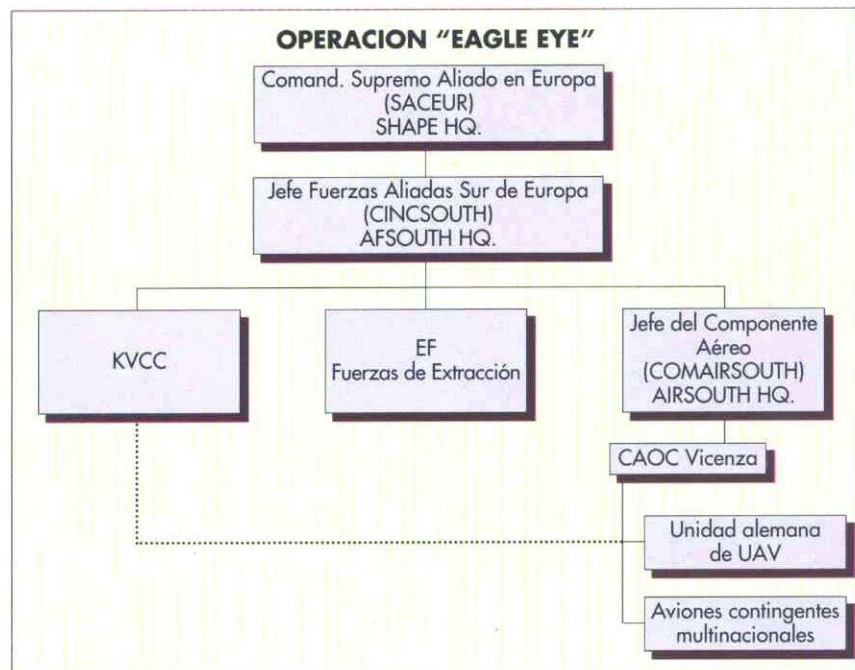 OPERACION “EAGLE EYE”
Comand. Supremo Aliado en Europa
(SACEUR)
SHAPE HQ.
Jefe Fuerzas Aliadas Sur de Europa
(CINCSOUTH)
AFSOUTH HQ.
KVCC
EF
Fuerzas de Extracción
Jefe del Componente
Aéreo
(COMAIRSOUTH)
AIRSOUTH HQ.
CAOC Vicenza
Unidad alemana
de UAV
Aviones contingentes
multinacionales